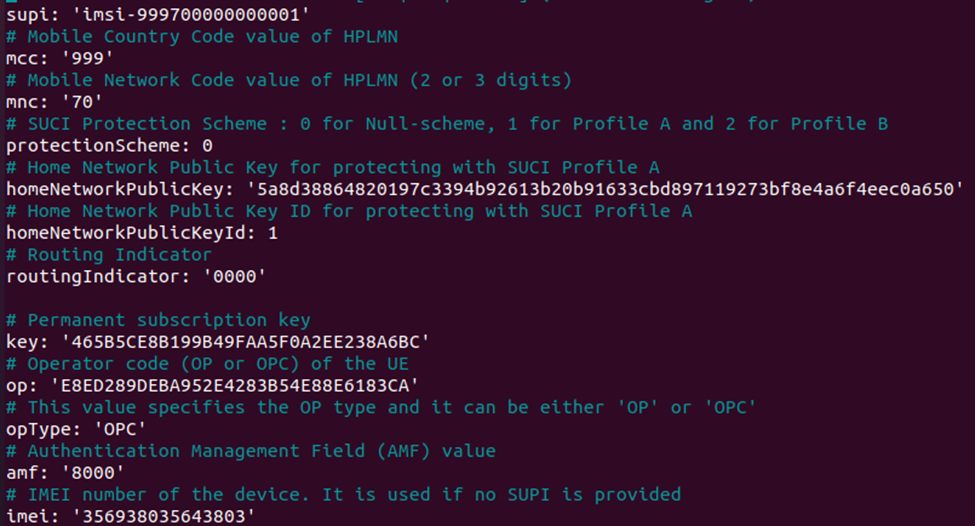 supi: 'imsi-999700000000001'
# Mobile Country Code value of HPLMN
mcc: '999'
# Mobile Network Code value of HPLMN (2 or 3 digits)
mnc: '70'
# SUCI Protection Scheme : 0 for Null-scheme, 1 for Profile A and 2 for Profile B
protectionScheme: 0
# Home Network Public Key for protecting with SUCI Profile A
homeNetworkPublicKey: '5a8d38864820197c3394b92613b20b91633cbd897119273bf8e4a6f4eec0a650'
# Home Network Public Key ID for protecting with SUCI Profile A
homeNetworkPublicKeyId: 1
# Routing Indicator
routingIndicator: '0000'
# Permanent subscription key
key: '465B5CE8B199B49FAA5F0A2EE238A6BC'
# Operator code (OP or OPC) of the UE
op: 'E8ED289DEBA952E4283B54E88E6183CA'
# This value specifies the OP type and it can be either 'OP' or 'OPC'
opType: 'OPC'
# Authentication Management Field (AMF) value
amf: '8000'
# IMEI number of the device. It is used if no SUPI is provided
imei: '356938035643803'